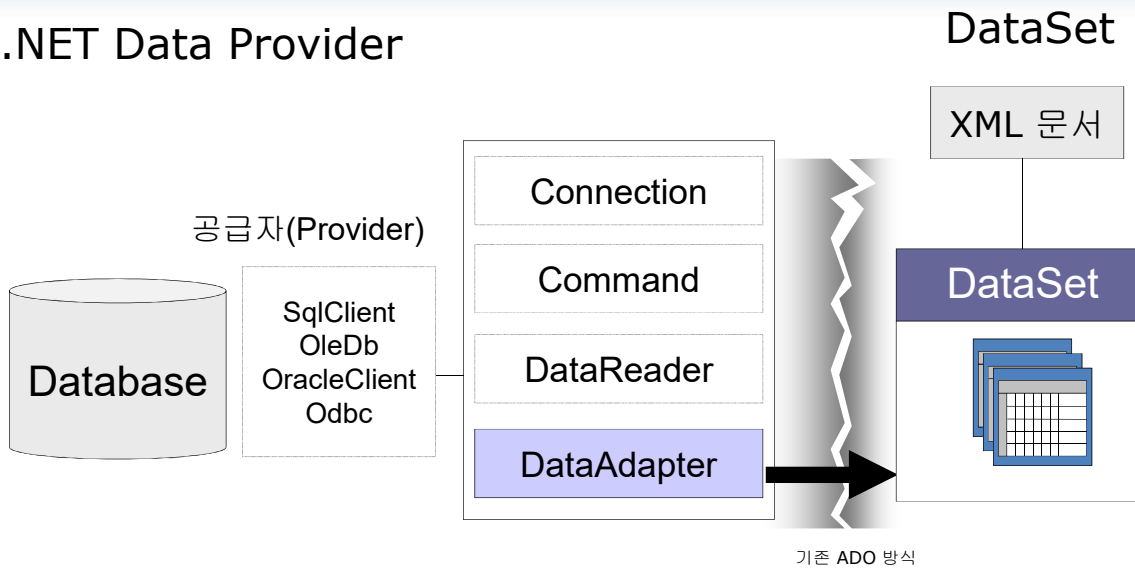 .NET Data Provider
DataSet
XML 문서
공급자(Provider)
Database
SqlClient
OleDb
OracleClient
Odbc
Connection
Command
DataReader
DataAdapter
DataSet
기존 ADO 방식